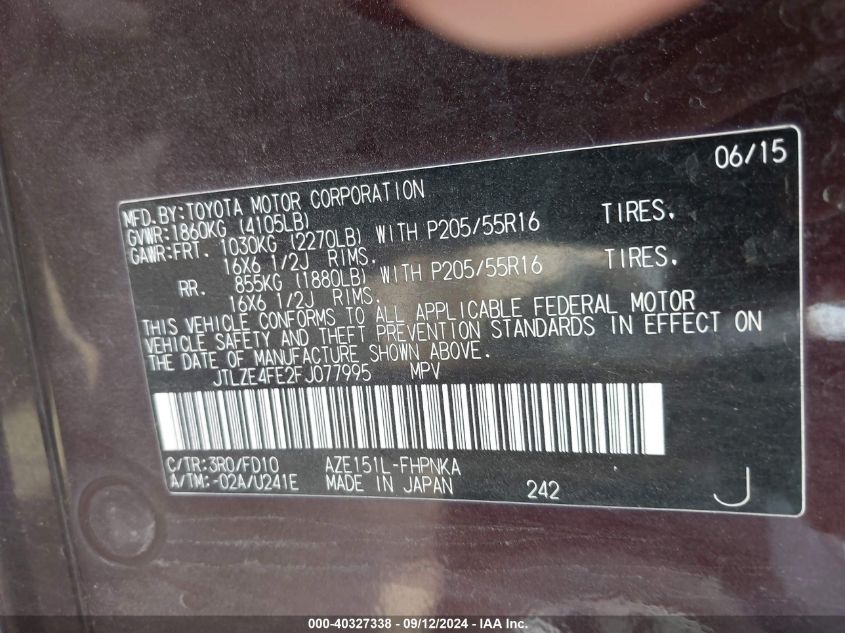 06/15
MFD.BY:TOYOTA MOTOR CORPORATION
GVWR:1860KG (4105LB)
GAWR:FRT. 1030KG (2270LB) WITH P205/55R16 TIRES.
16X6 1/2J RIMS.
RR. 855KG (1880LB) WITH P205/55R16 TIRES.
16X6 1/2J RIMS.
THIS VEHICLE CONFORMS TO ALL APPLICABLE FEDERAL MOTOR
VEHICLE SAFETY AND THEFT PREVENTION STANDARDS IN EFFECT ON
THE DATE OF MANUFACTURE SHOWN ABOVE.
JTLZE4FE2FJ077995 MPV
C/TR:3R0/FD10 AZE151L-FHPNKA
A/TM:-02A/U241E MADE IN JAPAN 242 J
000-40327338 - 09/12/2024 - IAA Inc.